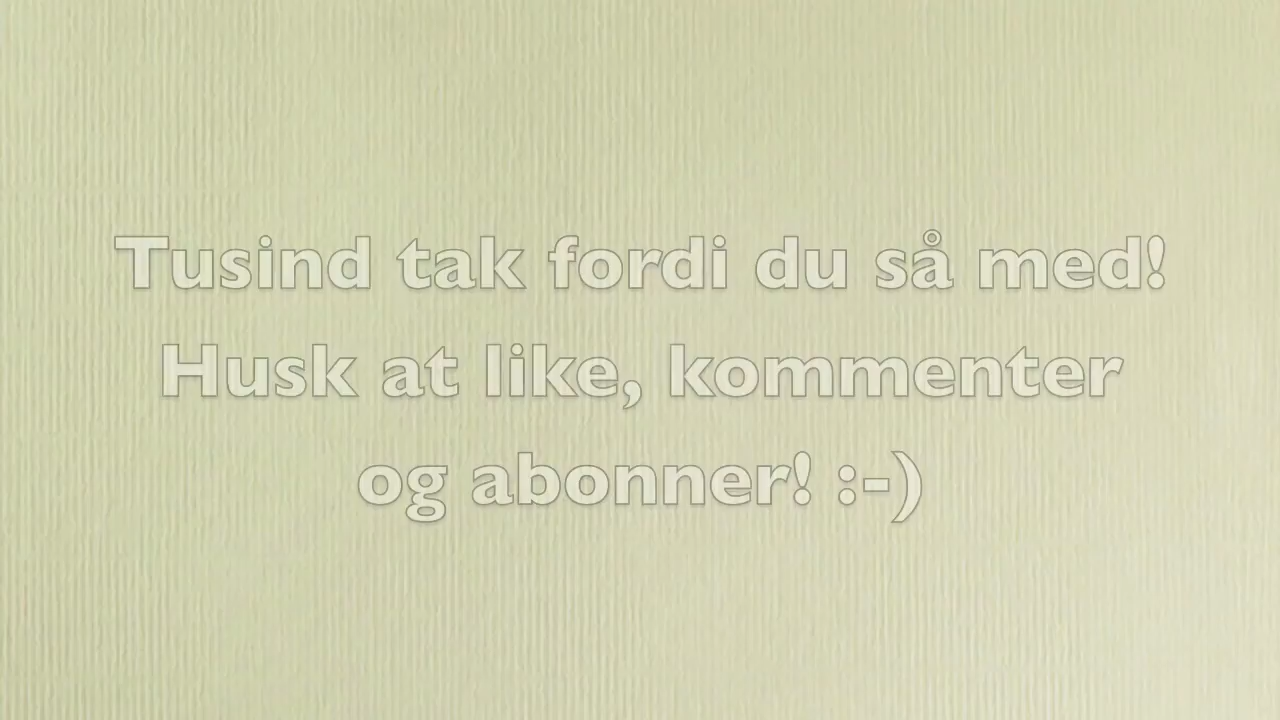 Tusind tak fordi du så med!
Husk at like, kommenter
og abonner! :-)